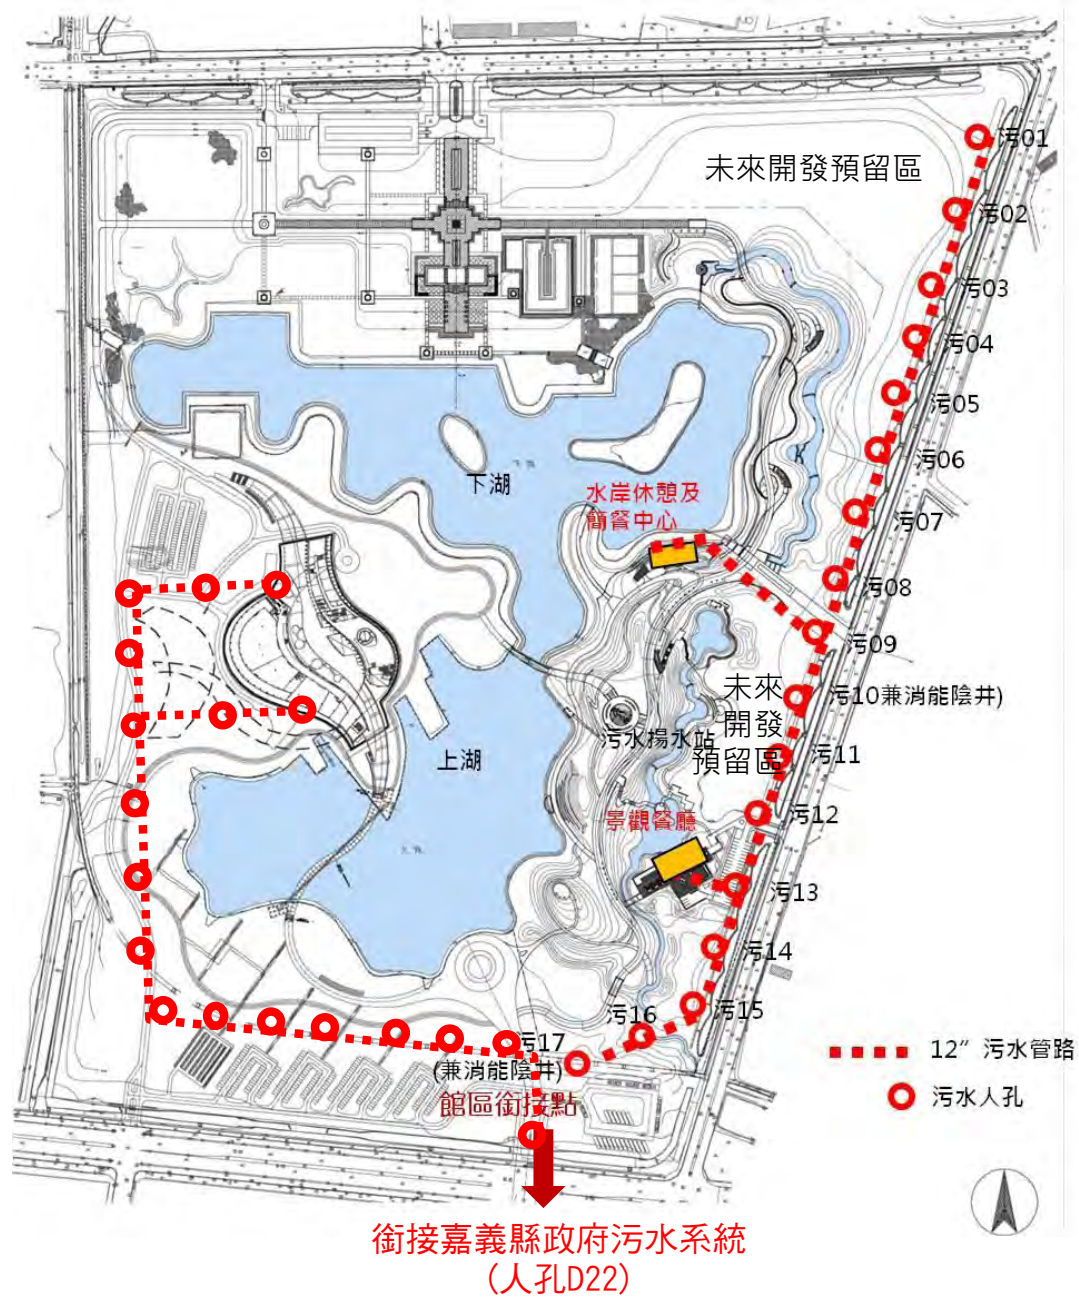 污01
未來開發預留區
污02
污03
污04
污05
污06
下湖
水岸休憩及
簡餐中心
污07
污08
污09
未來
開發
預留區
污10兼消能陰井)
污水揚水站
上湖
污11
景觀餐廳
污12
污13
污14
污15
污16
污17
(兼消能陰井)
館區銜接點
12”污水管路
污水人孔
銜接嘉義縣政府污水系統
(人孔D22)